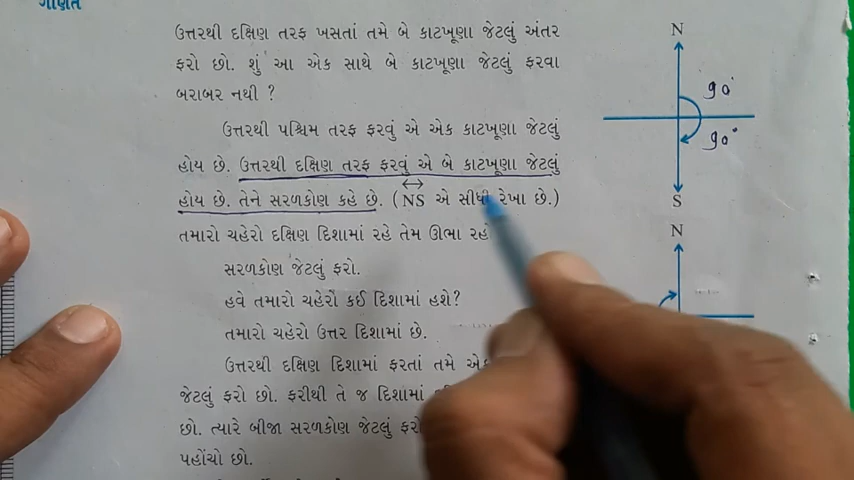 ગણિત
ઉત્તરથી દક્ષિણ તરફ ખસતાં તમે બે કાટખૂણા જેટલું અંતર
ફરો છો. શું આ એક સાથે બે કાટખૂણા જેટલું ફરવા
બરાબર નથી ?
ઉત્તરથી પશ્ચિમ તરફ ફરવું એ એક કાટખૂણા જેટલું
હોય છે. ઉત્તરથી દક્ષિણ તરફ ફરવું એ બે કાટખૂણા જેટલું
હોય છે. તેને સરળકોણ કહે છે. (NS એ સીધી રેખા છે.)
તમારો ચહેરો દક્ષિણ દિશામાં રહે તેમ ઊભા રહો
સરળકોણ જેટલું ફરો.
હવે તમારો ચહેરો કઈ દિશામાં હશે?
તમારો ચહેરો ઉત્તર દિશામાં છે.
ઉત્તરથી દક્ષિણ દિશામાં ફરતાં તમે
જેટલું ફરો છો. ફરીથી તે જ દિશામાં
છો. ત્યારે બીજા સરળકોણ જેટલું ફરો
પહોંચો છો.
N
90°
90°
S
N